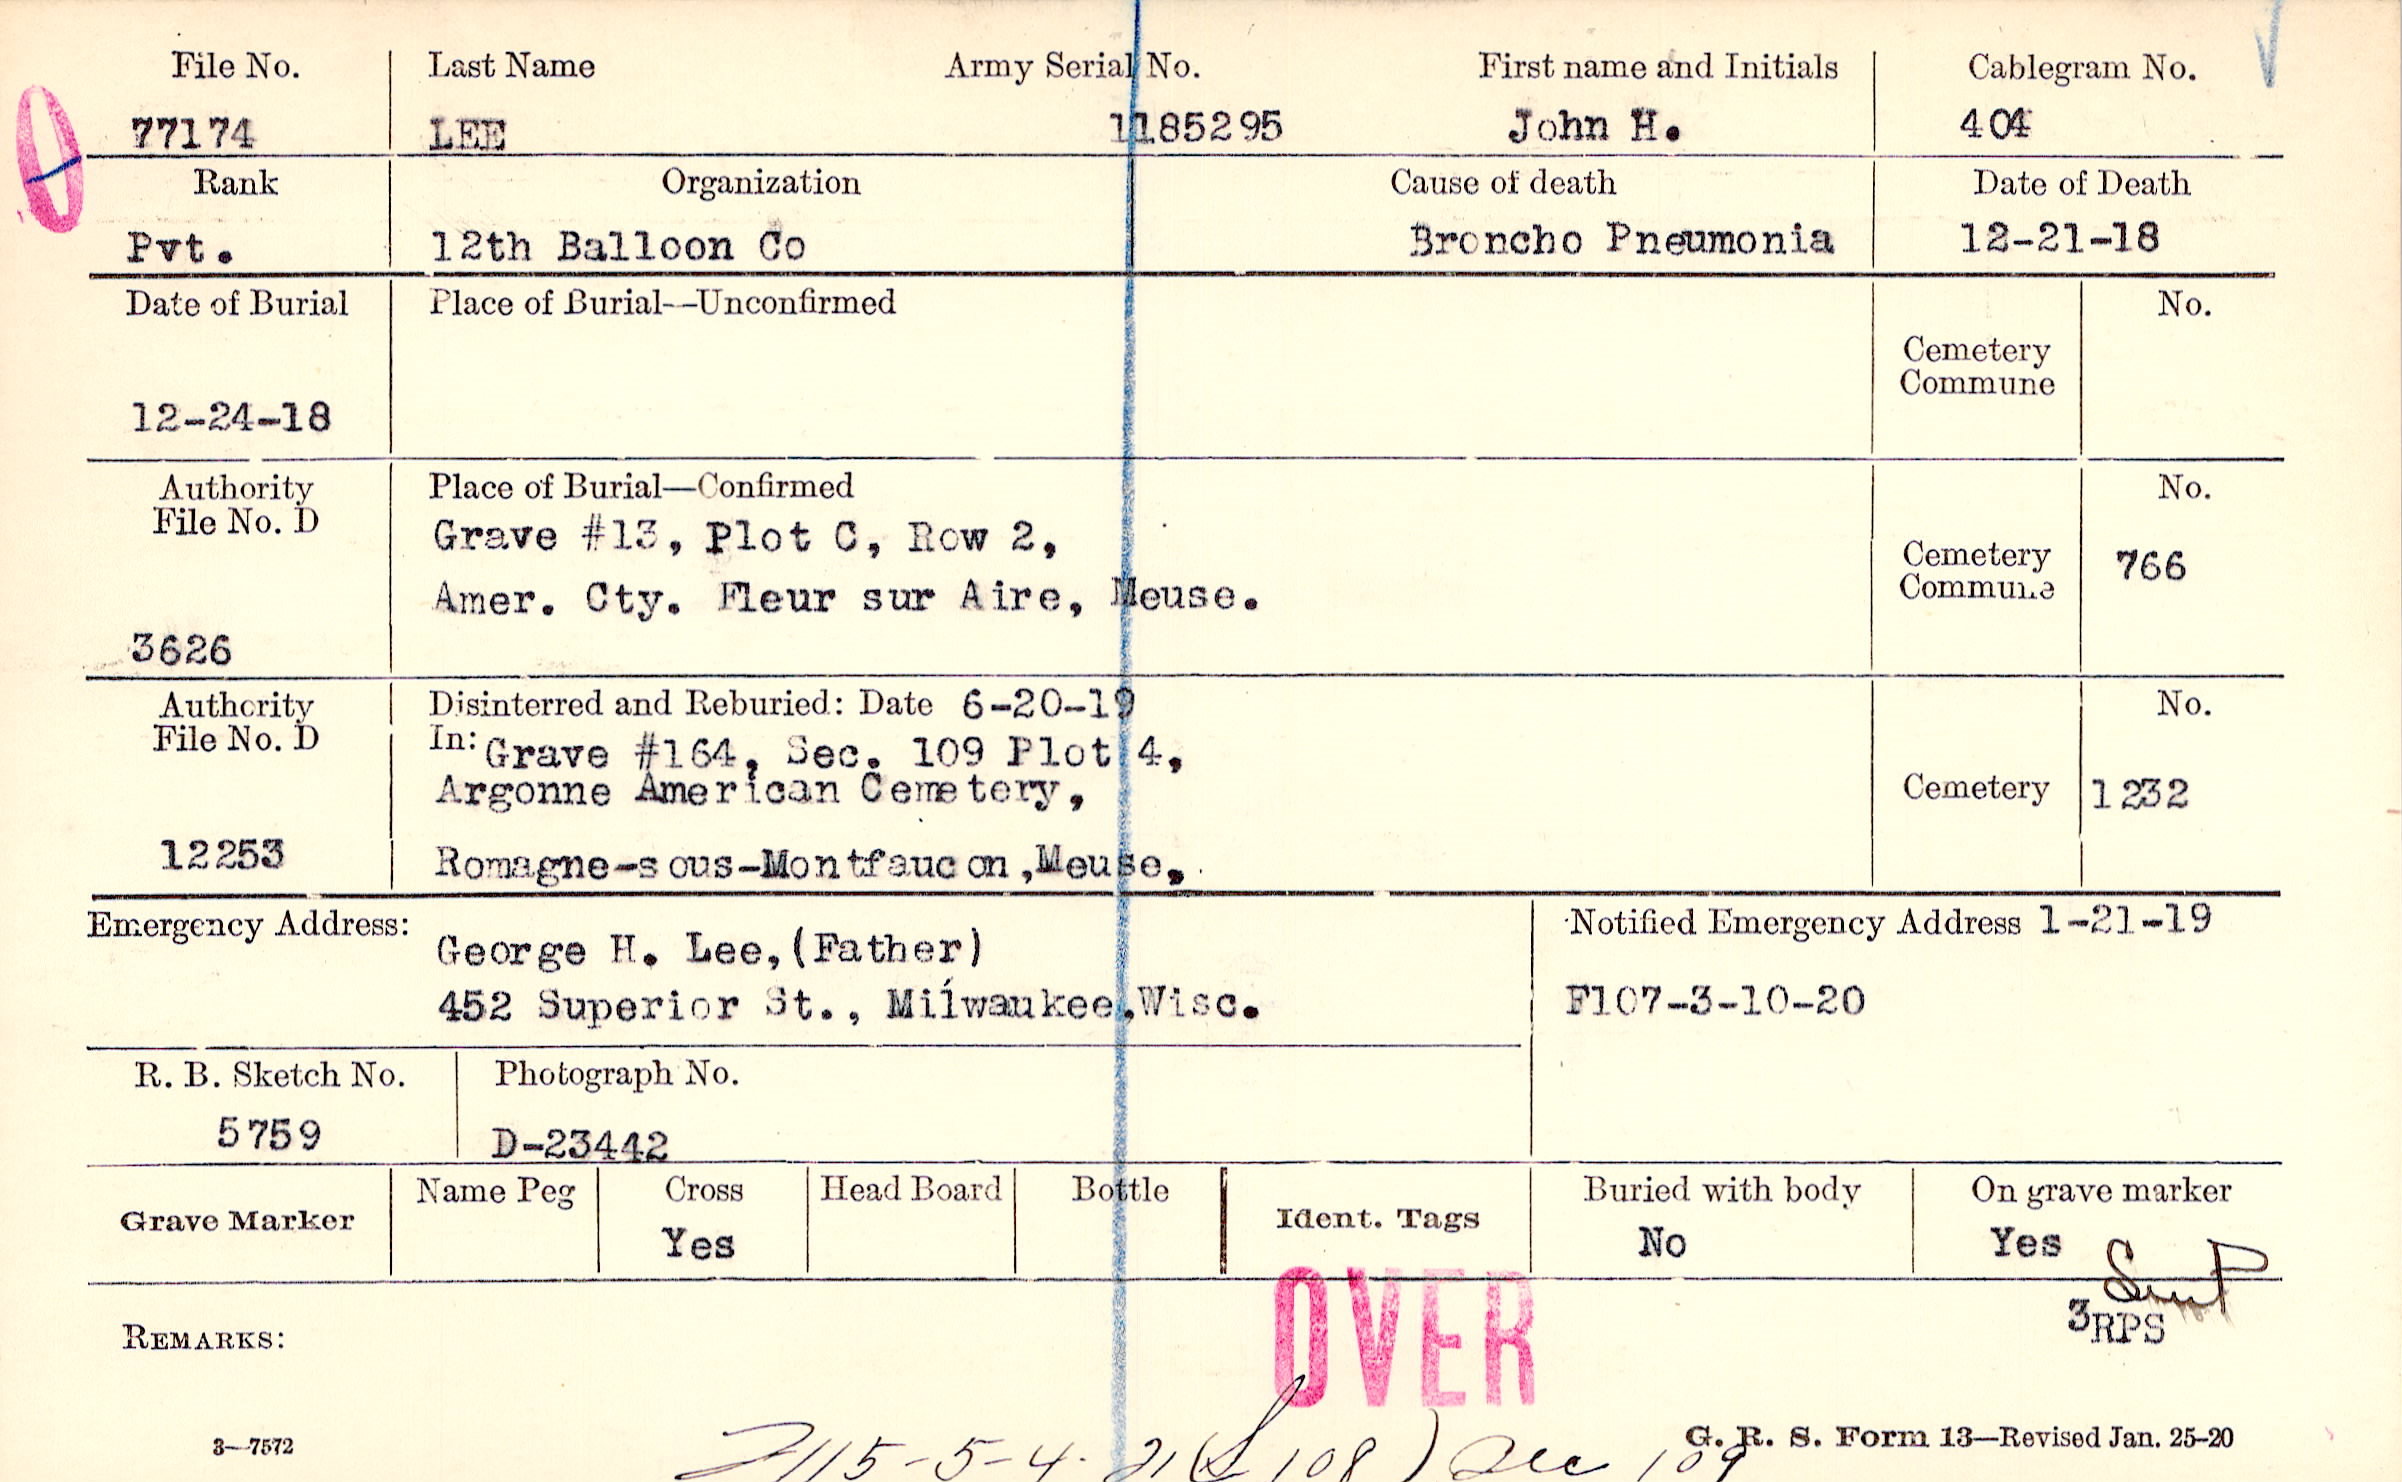 File No. Last Name Army Serial No. First name and Initials Cablegram No.
77174 LEE 1185295 John H. 404
Rank Organization Cause of death Date of Death
Pvt. 12th Balloon Co Broncho Pneumonia 12-21-18
Date of Burial Place of Burial—Unconfirmed No.
Cemetery
Commune
12-24-18
Authority Place of Burial—Confirmed No.
File No. D
Grave #13, Plot C, Row 2,
Cemetery 766
Commune
Amer. Cty. Fleur sur Aire, Meuse.
3626
Authority Disinterred and Reburied: Date 6-20-19 No.
File No. D In: Grave #164, Sec. 109 Plot 4,
Argonne American Cemetery, Cemetery 1232
12253 Romagne-sous-Montfaucon,Meuse,
Emergency Address: Notified Emergency Address 1-21-19
George H. Lee,(Father)
452 Superior St., Milwaukee,Wisc. F107-3-10-20
R. B. Sketch No. Photograph No.
5759 D-23442
Grave Marker Name Peg Cross Head Board Bottle Ident. Tags Buried with body On grave marker
Yes No Yes
OVER
3RPS
REMARKS:
3—7572 G. R. S. Form 13—Revised Jan. 25-20
115-5-4-21 ( 108 ) Sec 109